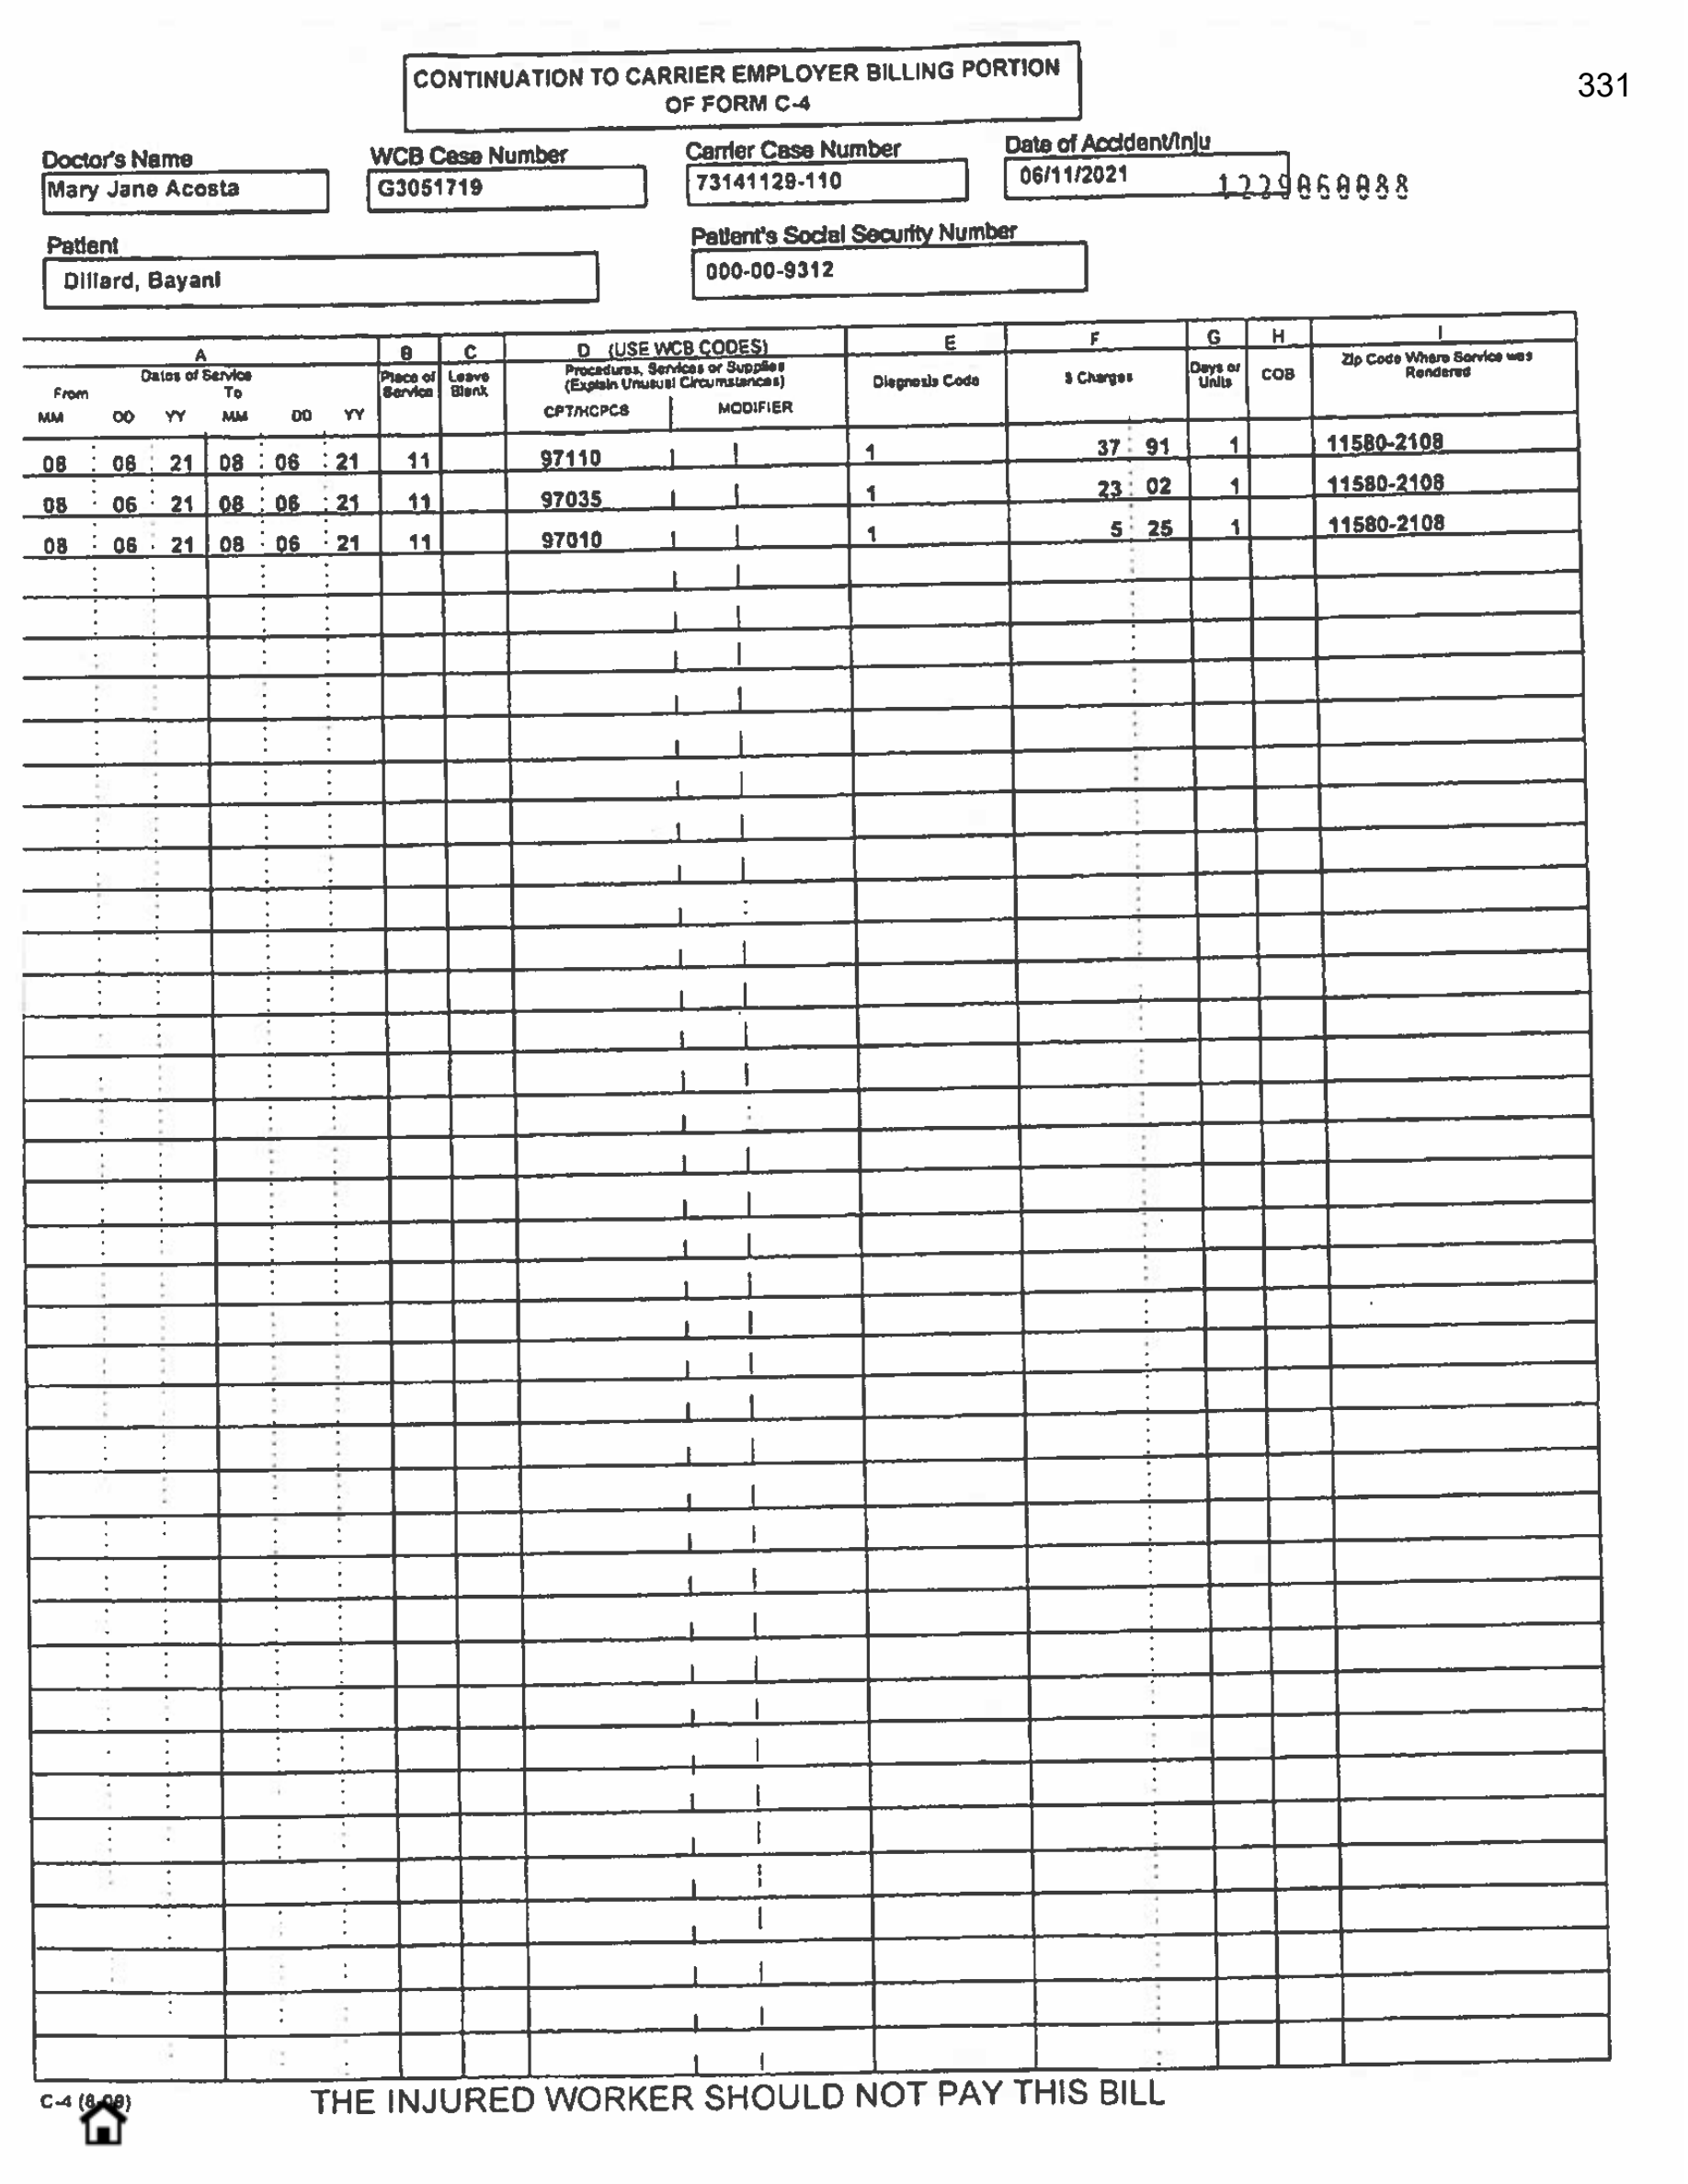 331
CONTINUATION TO CARRIER EMPLOYER BILLING PORTION
OF FORM C-4
Doctor's Name WCB Case Number Carrier Case Number Date of Accident/Inju
Mary Jane Acosta G3051719 73141129-110 06/11/2021
Patient Patient's Social Security Number
Dillard, Bayani 000-00-9312
A B C D (USE WCB CODES) E F G H I
Dates of Service Place of Service Leave Blank Procedures, Services or Supplies (Explain Unusual Circumstances) Diagnosis Code $ Charges Days or Units COB Zip Code Where Service was Rendered
From To
MM DD YY MM DD YY CPT/HCPCS MODIFIER
08 06 21 08 06 21 11 97110 1 37 91 1 11580-2108
08 06 21 08 06 21 11 97035 1 23 02 1 11580-2108
08 06 21 08 06 21 11 97010 1 5 25 1 11580-2108
C-4 (8-08) THE INJURED WORKER SHOULD NOT PAY THIS BILL